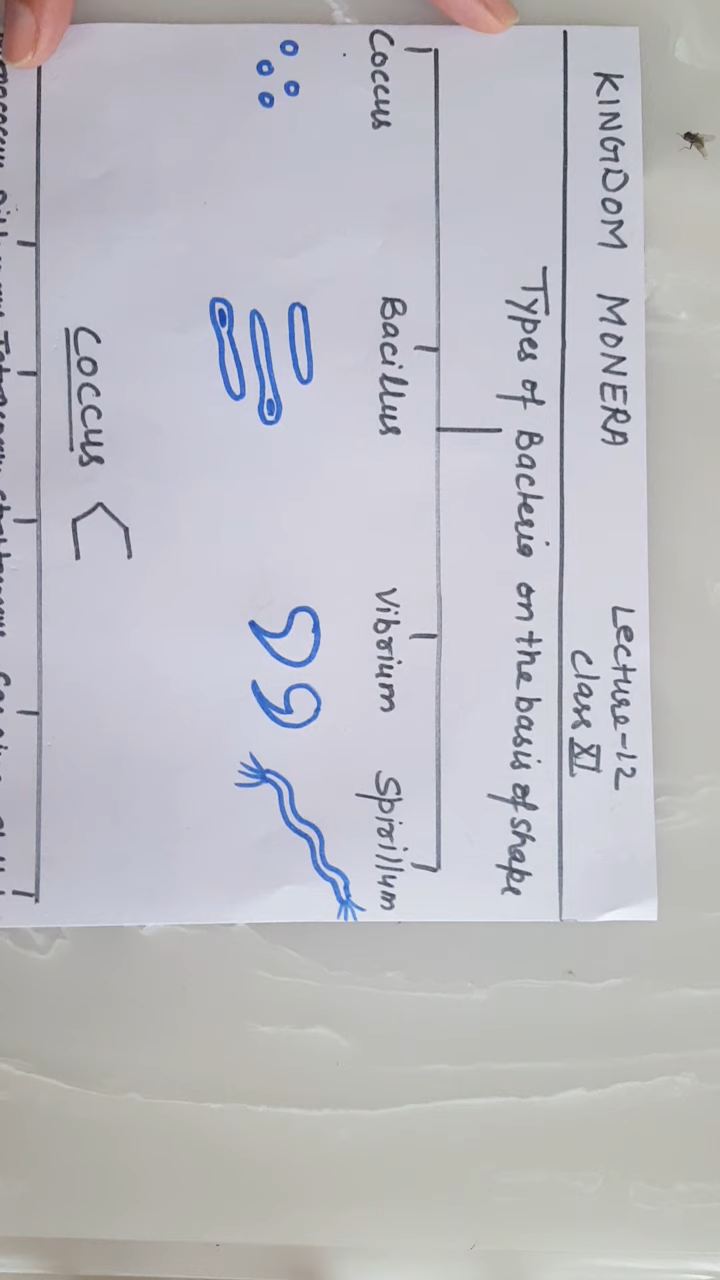 KINGDOM MONERA Lecture-12
Class XI
Types of Bacteria on the basis of shape
Coccus Bacillus Vibrium Spirillum
Coccus